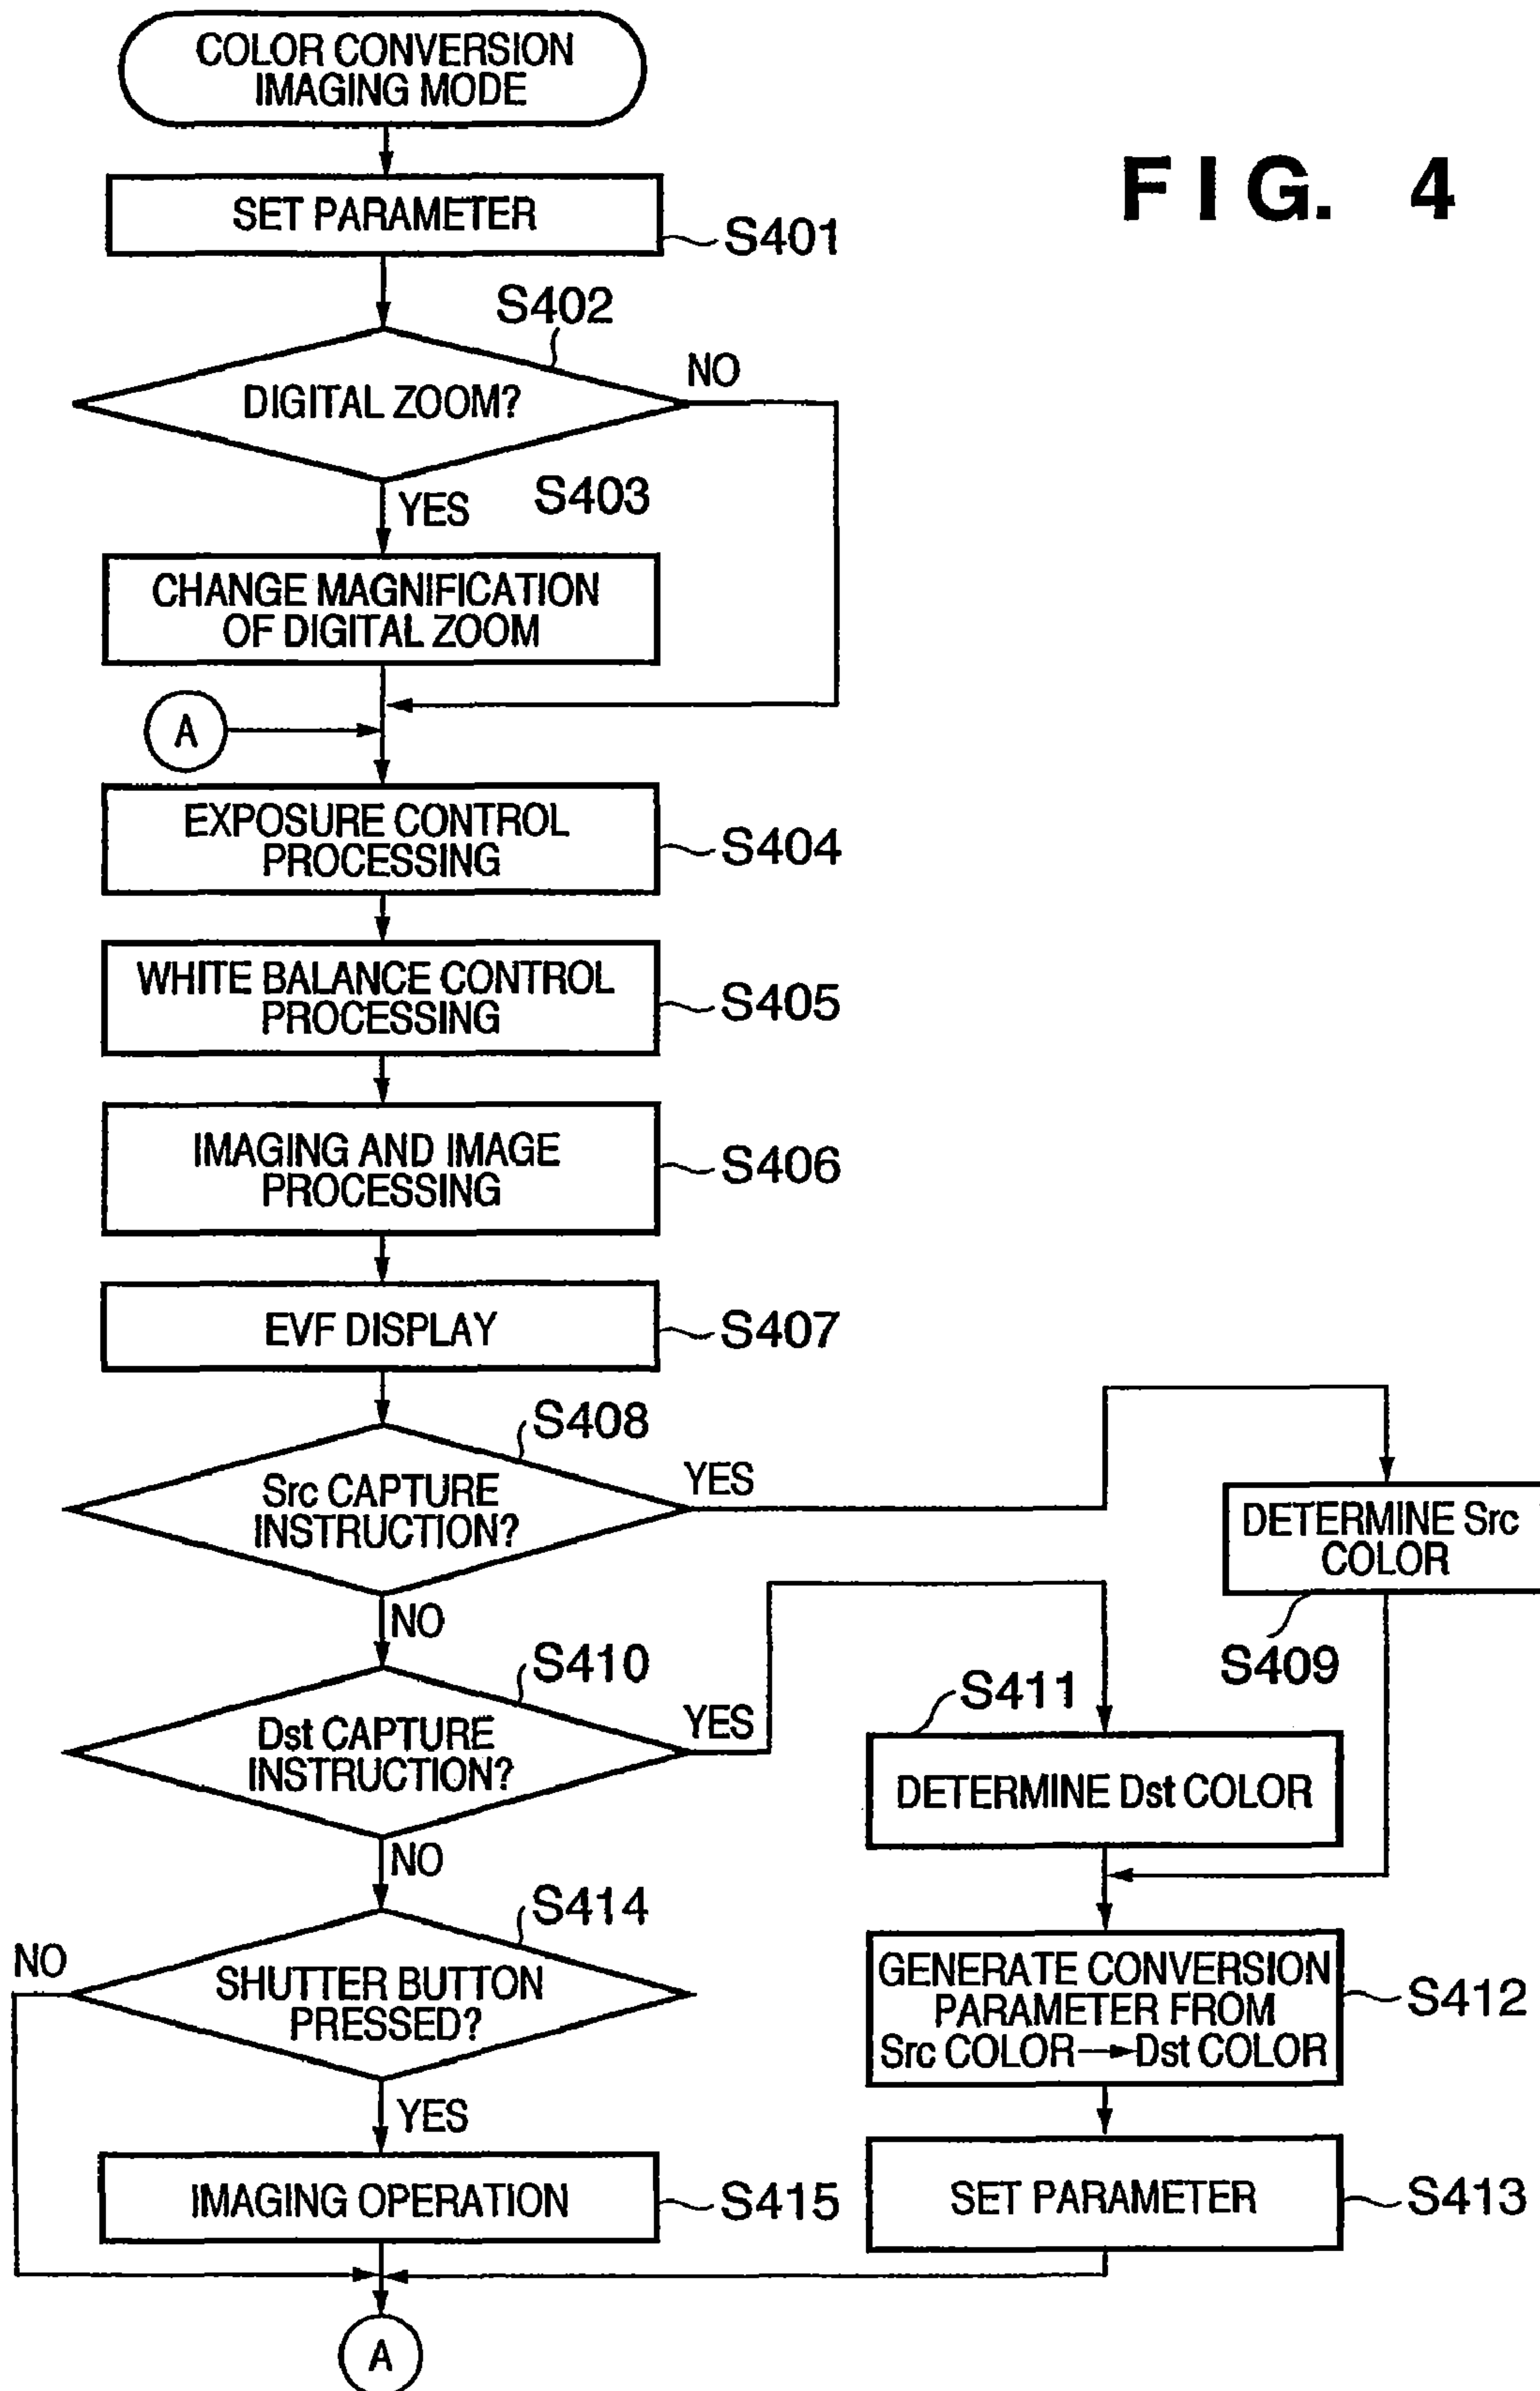 COLOR CONVERSION
IMAGING MODE
FIG. 4
SET PARAMETER
S401
S402
DIGITAL ZOOM?
NO
YES
S403
CHANGE MAGNIFICATION
OF DIGITAL ZOOM
A
EXPOSURE CONTROL
PROCESSING
S404
WHITE BALANCE CONTROL
PROCESSING
S405
IMAGING AND IMAGE
PROCESSING
S406
EVF DISPLAY
S407
S408
Src CAPTURE
INSTRUCTION?
YES
NO
DETERMINE Src
COLOR
S409
S410
Dst CAPTURE
INSTRUCTION?
YES
NO
S411
DETERMINE Dst COLOR
S414
SHUTTER BUTTON
PRESSED?
NO
YES
GENERATE CONVERSION
PARAMETER FROM
Src COLOR→Dst COLOR
S412
IMAGING OPERATION
S415
SET PARAMETER
S413
A